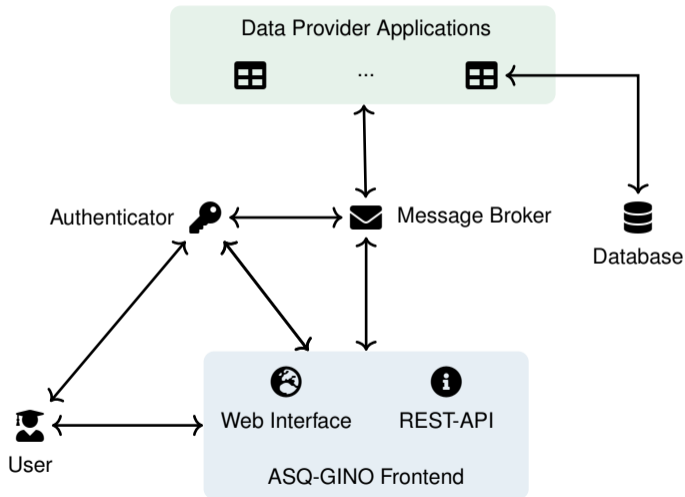 Data Provider Applications
...
Authenticator
Message Broker
Database
Web Interface
REST-API
User
ASQ-GINO Frontend